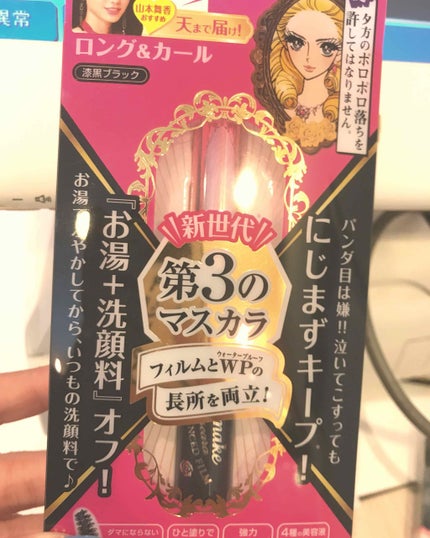 異常
山本舞香
おすすめ
天まで届け!
ロング&カール
漆黒ブラック
夕方のポロポロ落ちを
許してはなりません。
新世代
第3の
マスカラ
フィルムとWPの
ウォータープルーフ
長所を両立!
パンダ目は嫌!!泣いてこすっても
にじまずキープ!
『お湯+洗顔料』オフ!
やかしてから、いつもの洗顔料で♪
ダマにならない
ひと塗りで
強力
4種の美容液